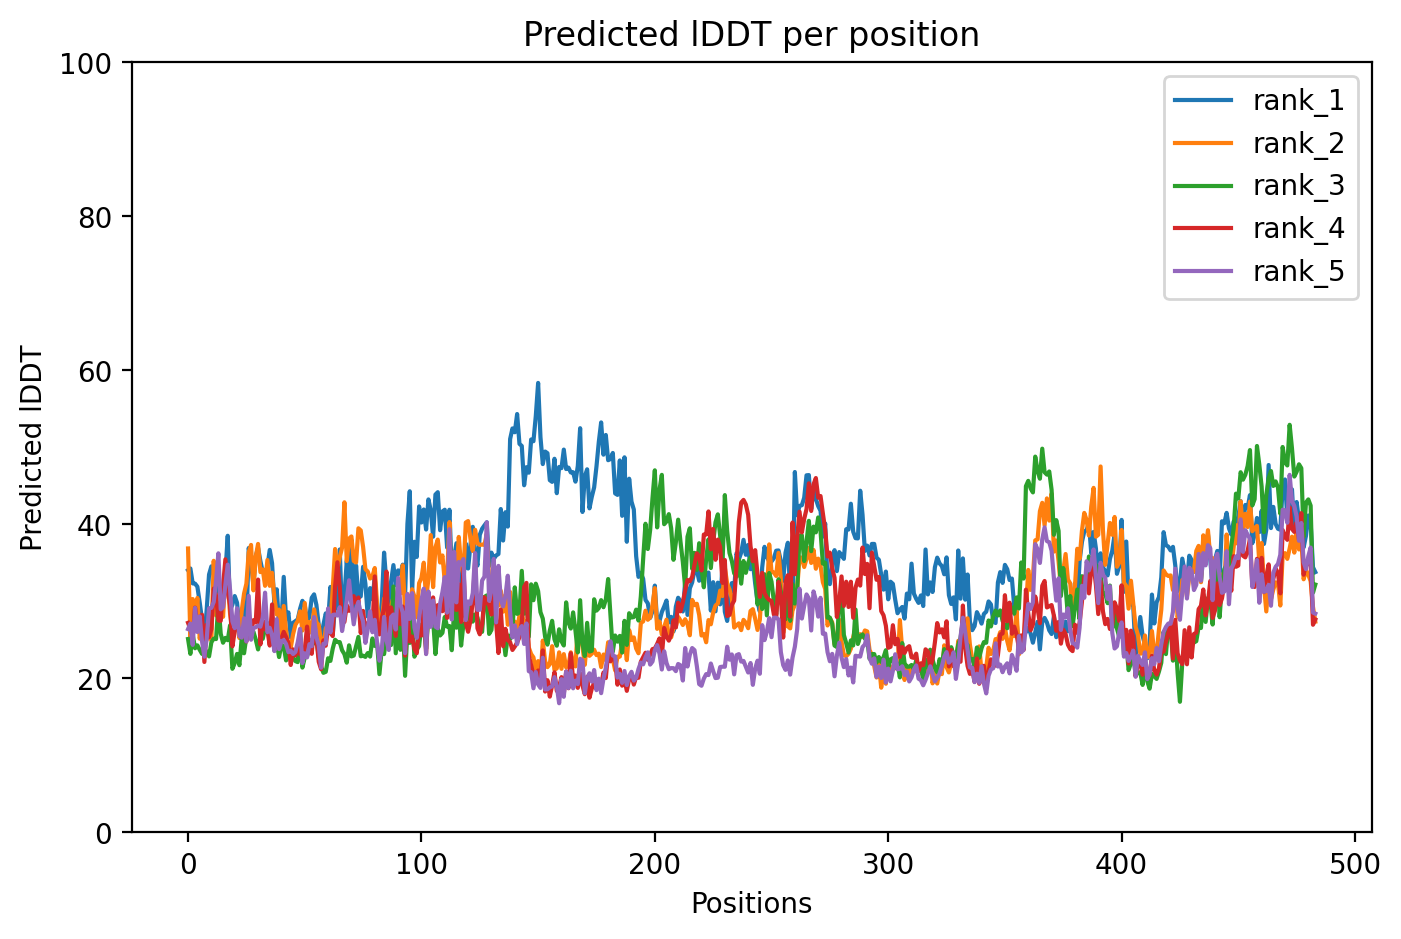 Predicted lDDT per position
Predicted lDDT
100
80
60
40
20
0
rank_1
rank_2
rank_3
rank_4
rank_5
0 100 200 300 400 500
Positions